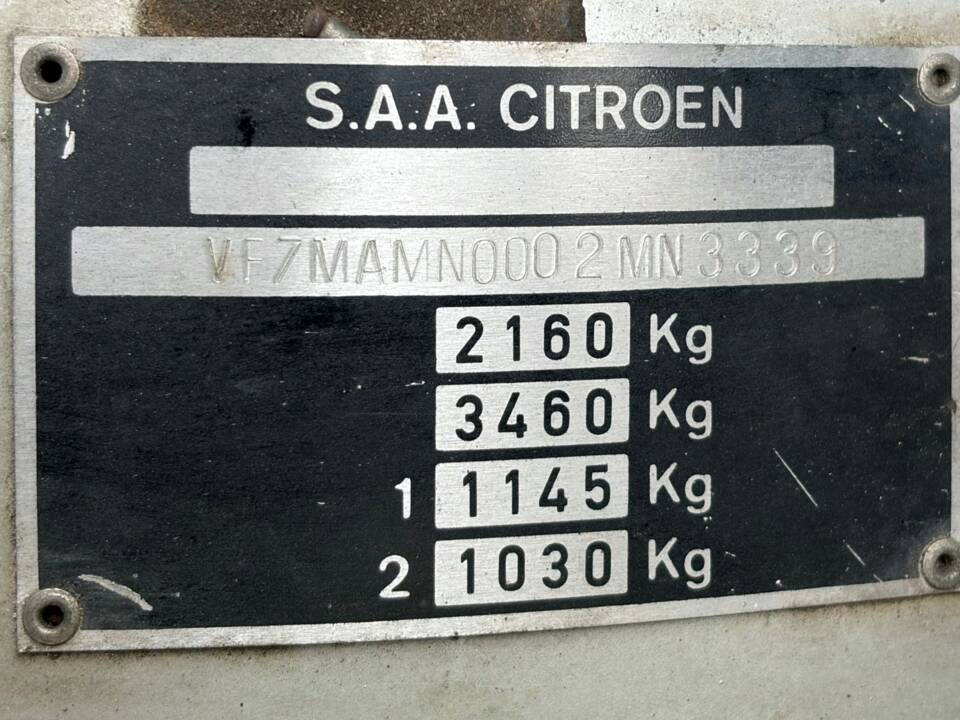 S.A.A. CITROEN
VF7MAMN0002MN3339
2160 Kg
3460 Kg
1 1145 Kg
2 1030 Kg